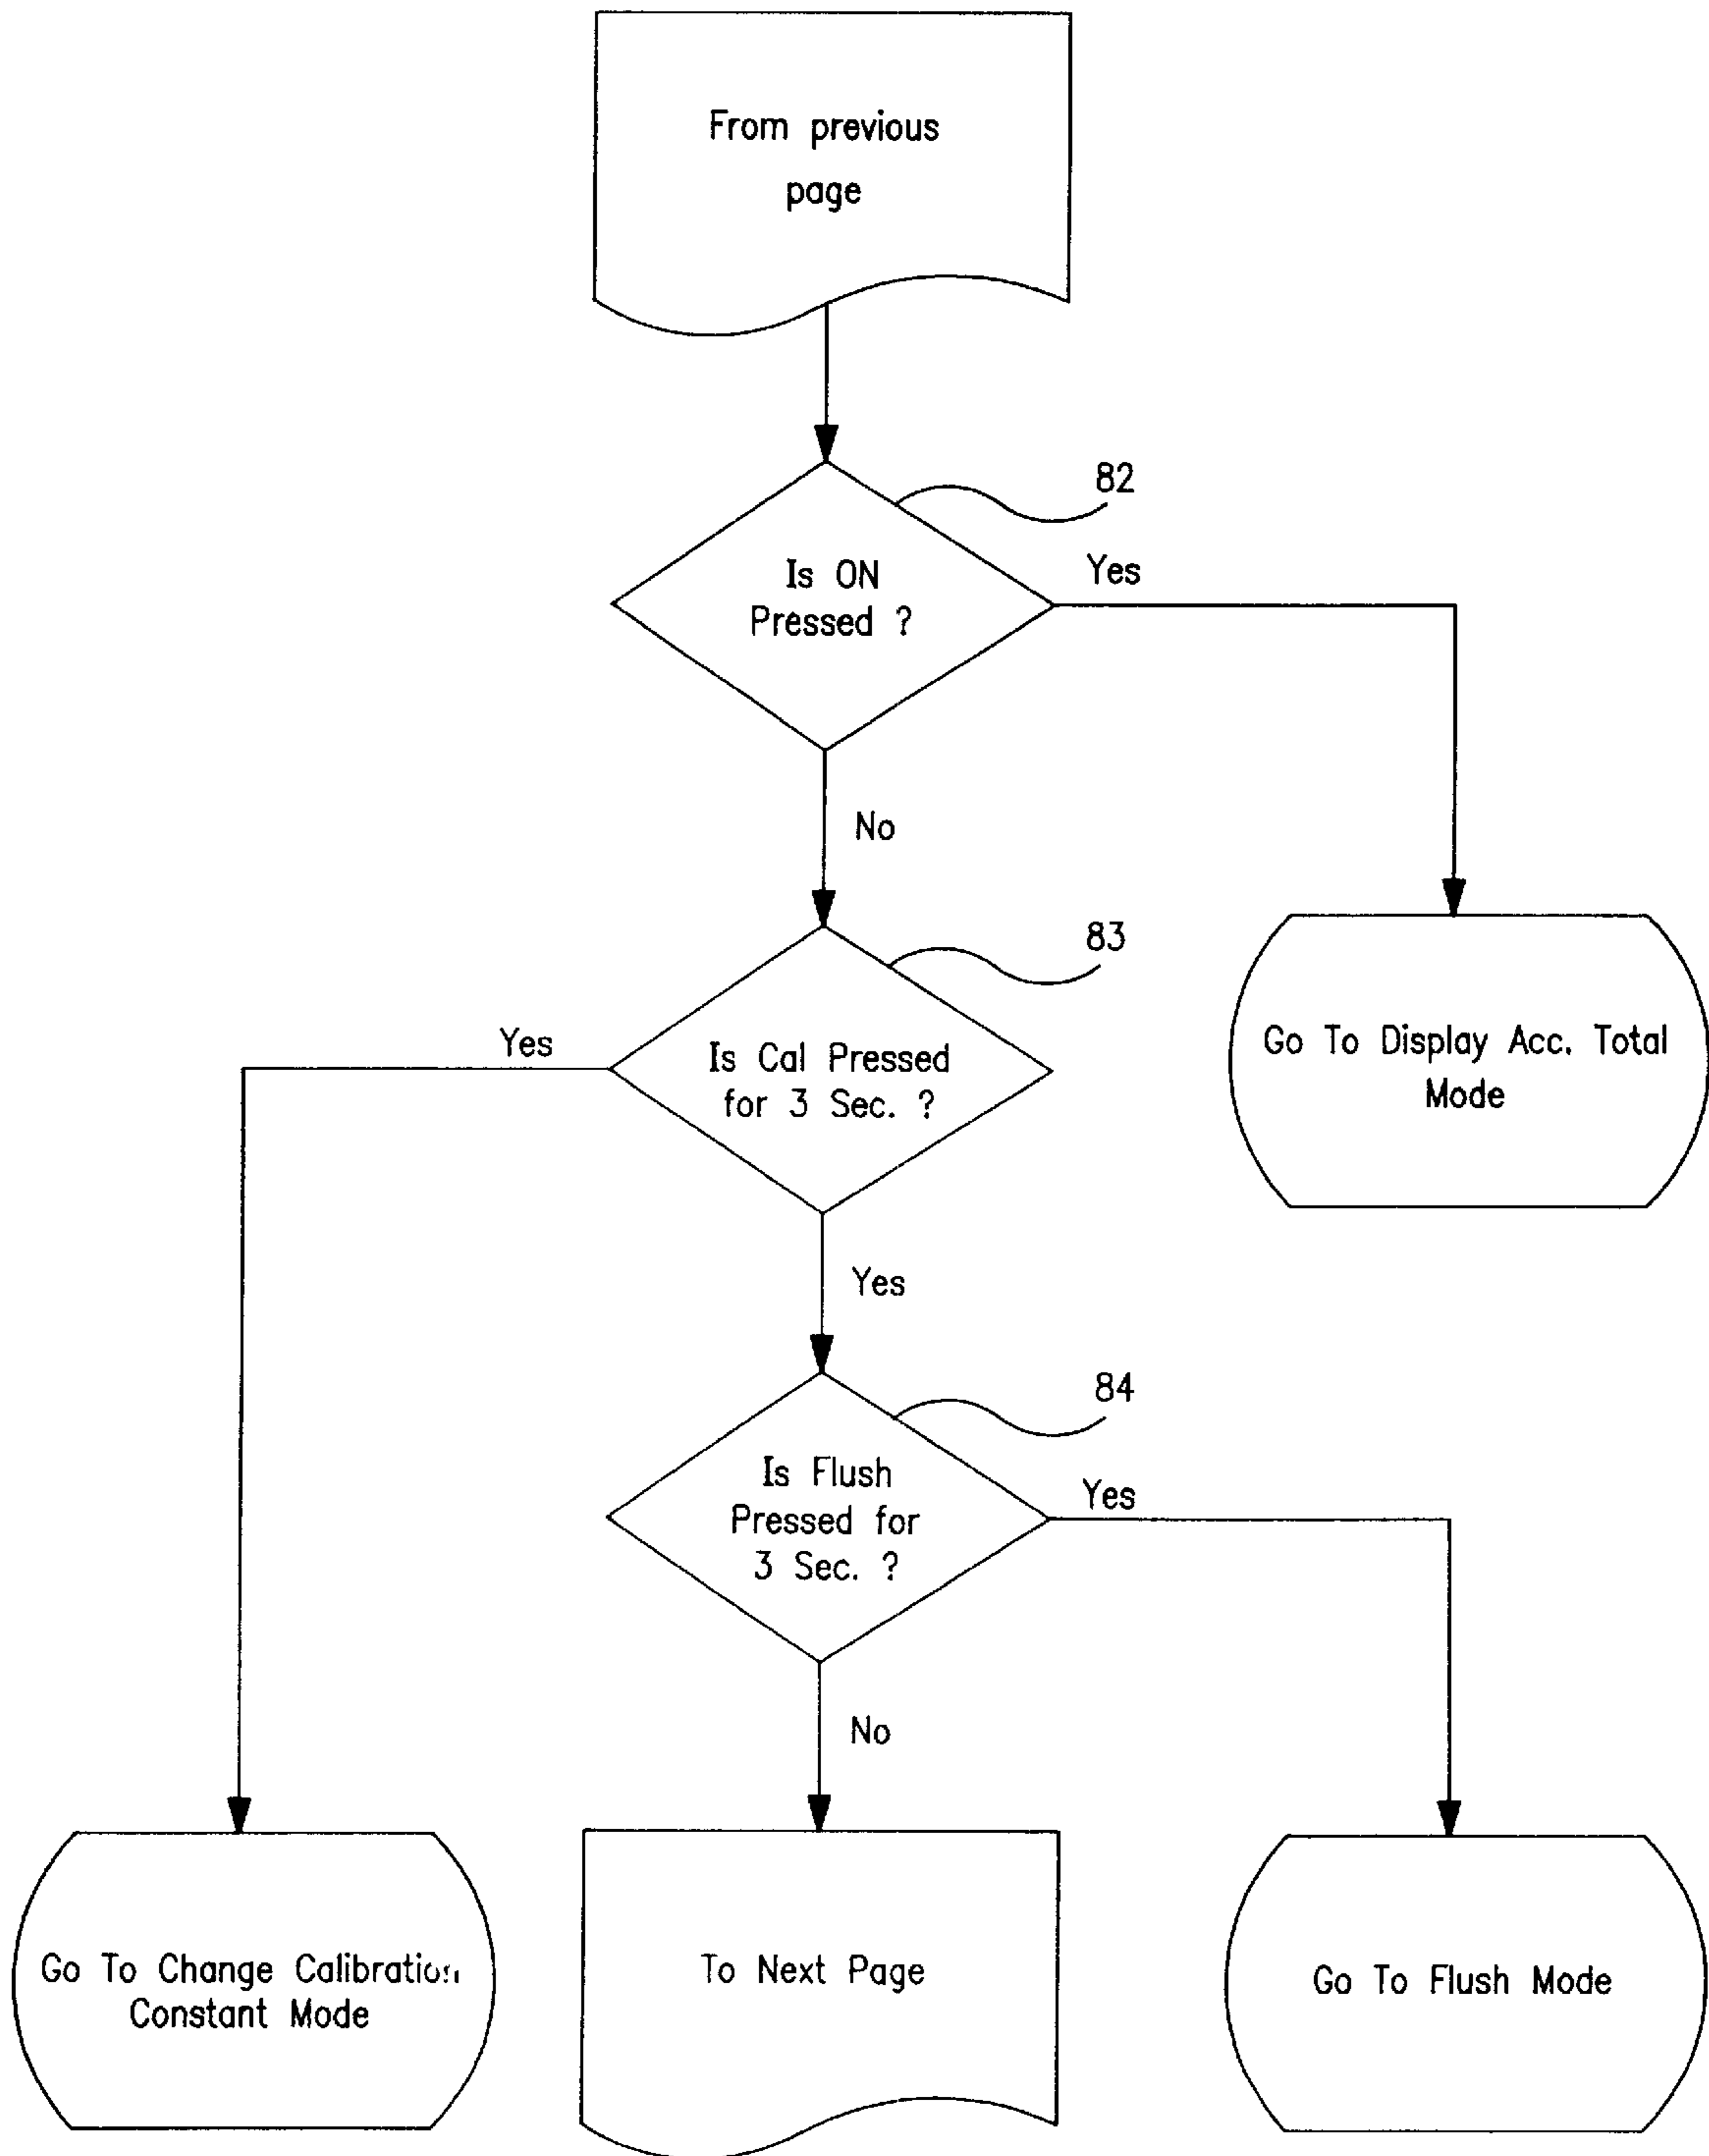 From previous
page
82
Is ON
Pressed ?
Yes
No
83
Yes
Is Cal Pressed
for 3 Sec. ?
Go To Display Acc. Total
Mode
Yes
84
Is Flush
Pressed for
3 Sec. ?
Yes
No
Go To Change Calibration
Constant Mode
To Next Page
Go To Flush Mode